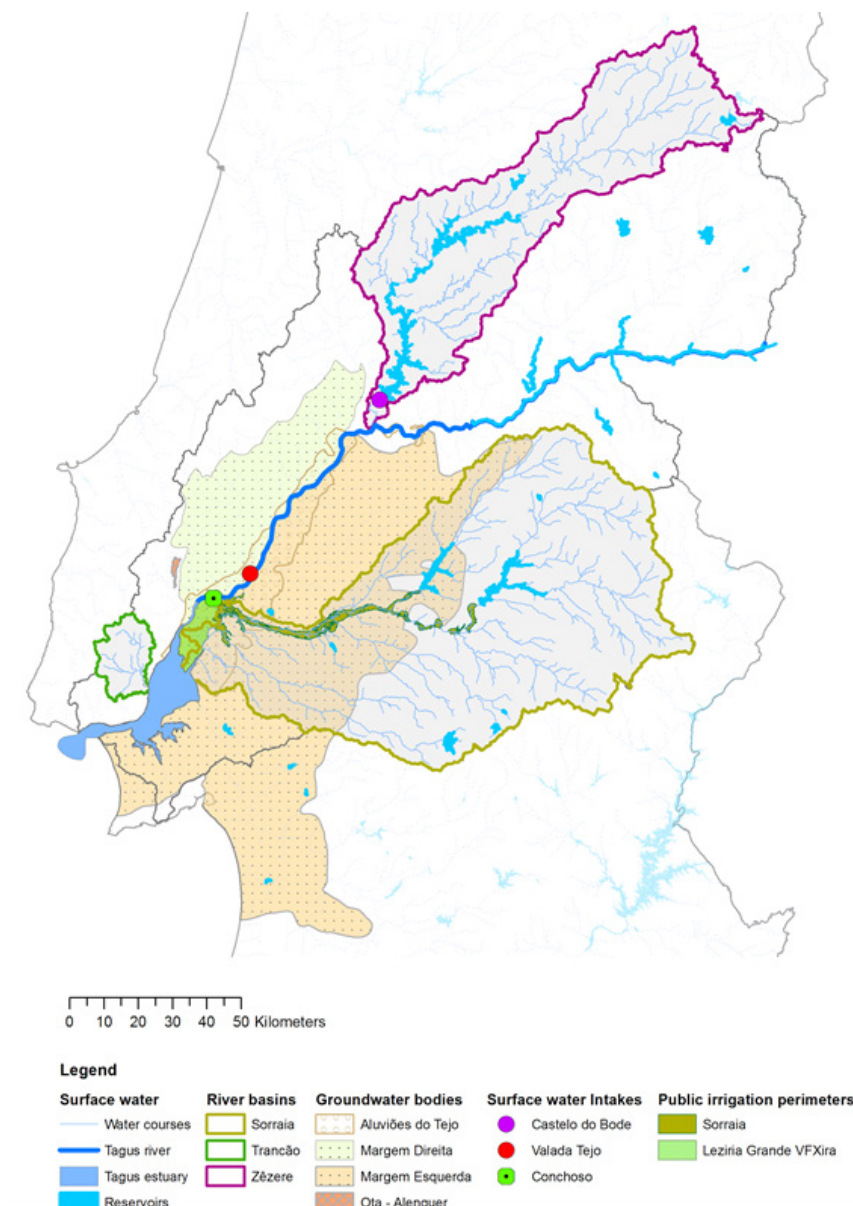 0 10 20 30 40 50 Kilometers
Legend
Surface water
Water courses
Tagus river
Tagus estuary
Reservoirs
River basins
Sorraia
Trancão
Zêzere
Groundwater bodies
Aluviões do Tejo
Margem Direita
Margem Esquerda
Ota - Alenquer
Surface water Intakes
Castelo do Bode
Valada Tejo
Conchoso
Public irrigation perimeters
Sorraia
Leziria Grande VFXira